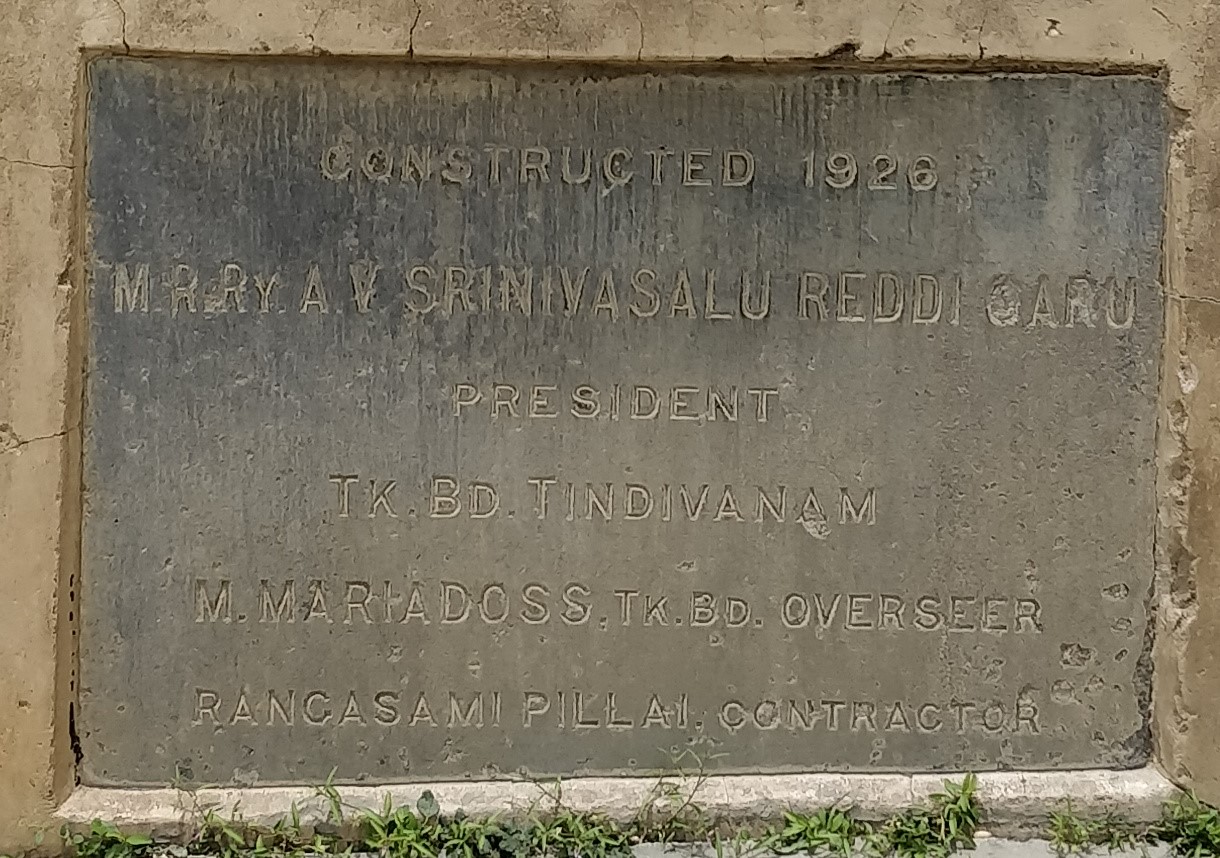 CONSTRUCTED 1926
M.R.RY. A V SRINIVASALU REDDI GARU
PRESIDENT
TK. BD. TINDIVANAM
M. MARIADOSS, TK. BD. OVERSEER
RANGASAMI PILLAI. CONTRACTOR